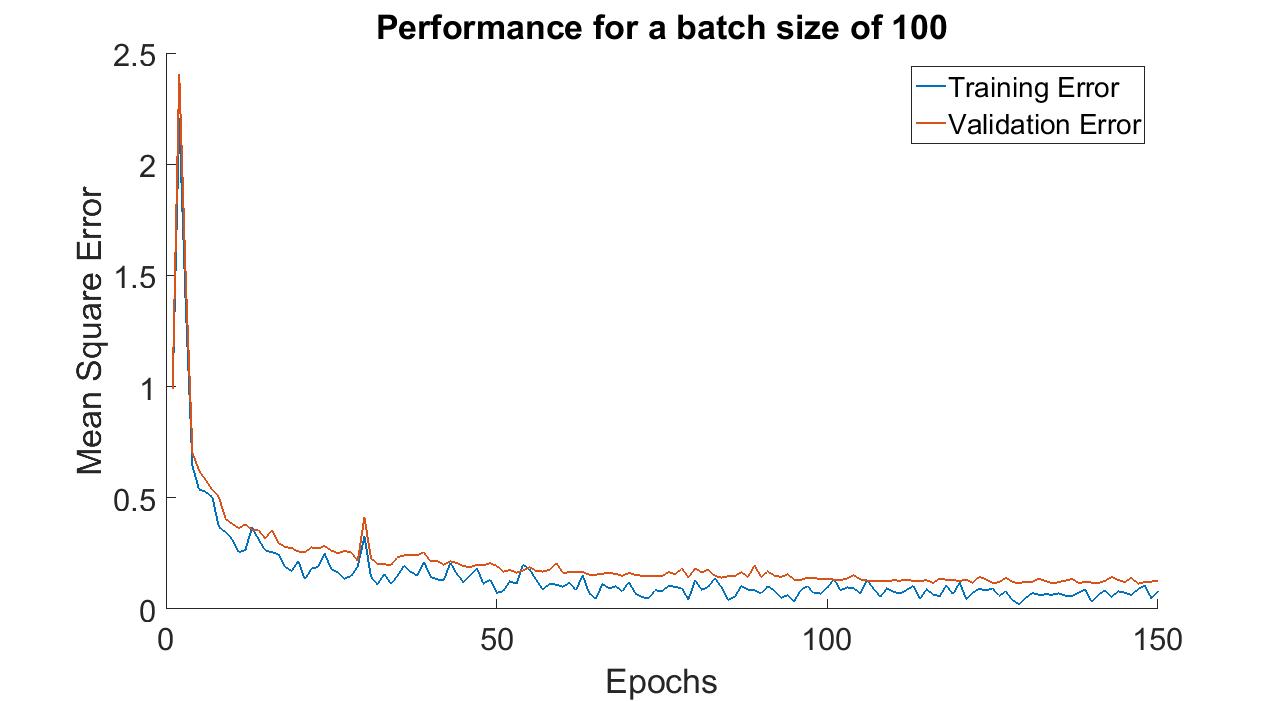 Performance for a batch size of 100
2.5
Training Error
Validation Error
2
1.5
1
0.5
0
Mean Square Error
0 50 100 150
Epochs